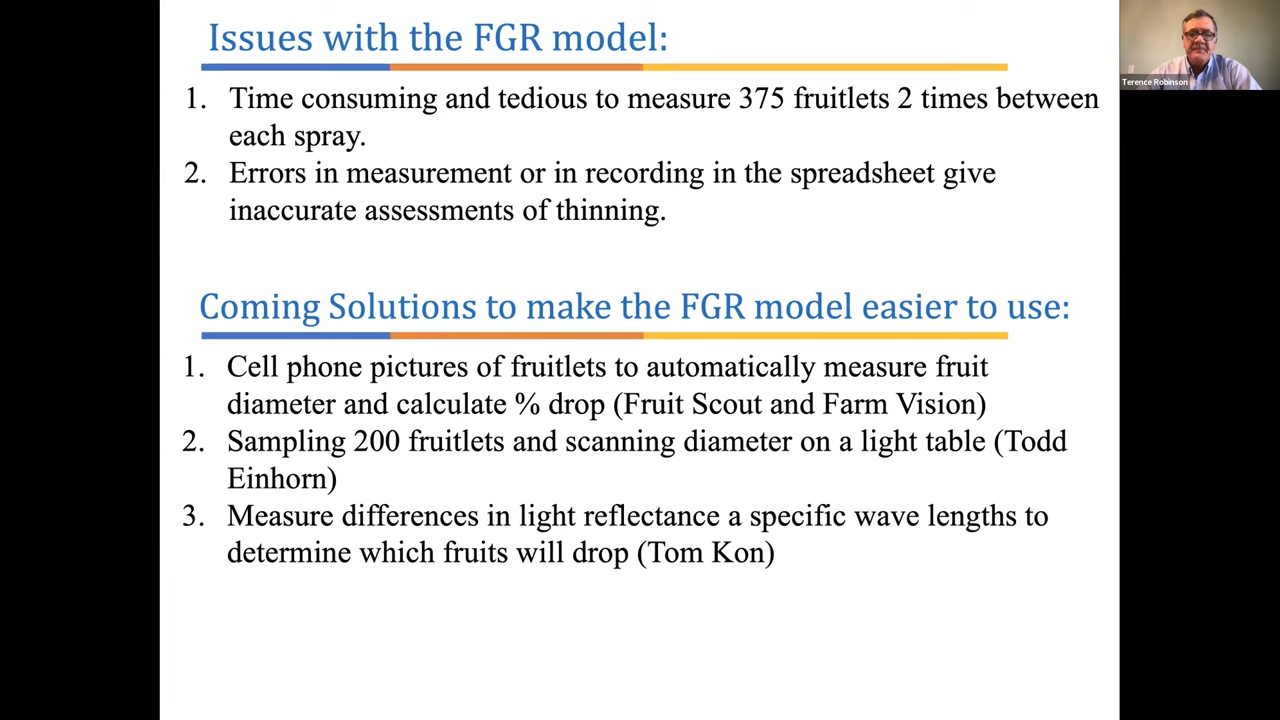 Issues with the FGR model:
1. Time consuming and tedious to measure 375 fruitlets 2 times between
each spray.
2. Errors in measurement or in recording in the spreadsheet give
inaccurate assessments of thinning.
Coming Solutions to make the FGR model easier to use:
1. Cell phone pictures of fruitlets to automatically measure fruit
diameter and calculate % drop (Fruit Scout and Farm Vision)
2. Sampling 200 fruitlets and scanning diameter on a light table (Todd
Einhorn)
3. Measure differences in light reflectance a specific wave lengths to
determine which fruits will drop (Tom Kon)
Terence Robinson